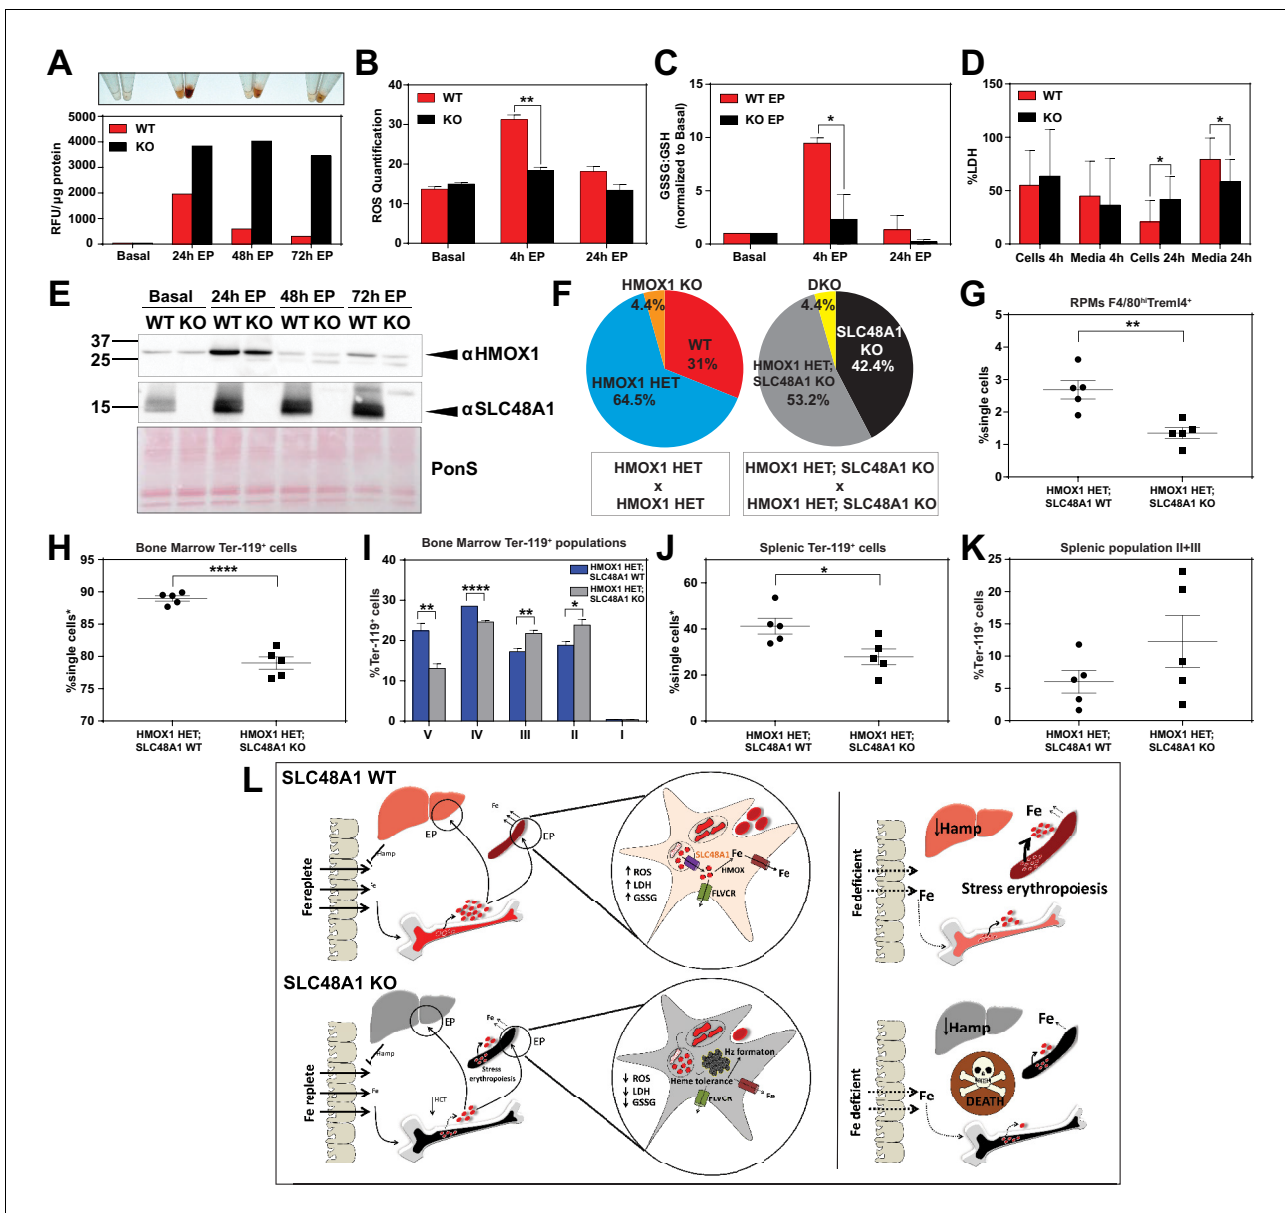 A
5000
4000
3000
2000
1000
0
RFU/µg protein
WT
KO
Basal
24h EP
48h EP
72h EP
B
40
30
20
10
0
ROS Quantification
WT
KO
**
Basal
4h EP
24h EP
C
15
10
5
0
GSSG:GSH
(normalized to Basal)
WT EP
KO EP
*
Basal
4h EP
24h EP
D
150
100
50
0
%LDH
WT
KO
*
*
Cells 4h
Media 4h
Cells 24h
Media 24h
E
Basal
24h EP
48h EP
72h EP
WT KO WT KO WT KO WT KO
37
25
αHMOX1
15
αSLC48A1
PonS
F
HMOX1 KO
4.4%
WT
31%
HMOX1 HET
64.5%
HMOX1 HET
x
HMOX1 HET
DKO
4.4%
SLC48A1
KO
42.4%
HMOX1 HET;
SLC48A1 KO
53.2%
HMOX1 HET; SLC48A1 KO
x
HMOX1 HET; SLC48A1 KO
G
RPMs F4/80hiTreml4+
5
4
3
2
1
0
%single cells
**
HMOX1 HET;
SLC48A1 WT
HMOX1 HET;
SLC48A1 KO
H
Bone Marrow Ter-119+ cells
95
90
85
80
75
70
%single cells*
****
HMOX1 HET;
SLC48A1 WT
HMOX1 HET;
SLC48A1 KO
I
Bone Marrow Ter-119+ populations
40
30
20
10
0
%Ter-119+ cells
HMOX1 HET;
SLC48A1 WT
HMOX1 HET;
SLC48A1 KO
**
****
**
*
V
IV
III
II
I
J
Splenic Ter-119+ cells
60
40
20
0
%single cells*
*
HMOX1 HET;
SLC48A1 WT
HMOX1 HET;
SLC48A1 KO
K
Splenic population II+III
25
20
15
10
5
0
%Ter-119+ cells
HMOX1 HET;
SLC48A1 WT
HMOX1 HET;
SLC48A1 KO
L
SLC48A1 WT
Fe replete
Hamp
Fe
EP
Fe
EP
↑ ROS
↑ LDH
↑ GSSG
SLC48A1
Fe
HMOX
Fe
FLVCR
Fe deficient
↓Hamp
Fe
Fe
Stress erythropoiesis
SLC48A1 KO
Fe replete
Hamp
Fe
EP
Fe
EP
Stress
erythropoiesis
↓ HCT
↓ ROS
↓ LDH
↓ GSSG
Hz formaton
Heme tolerance
FLVCR
Fe
Fe deficient
↓Hamp
Fe
Fe
DEATH